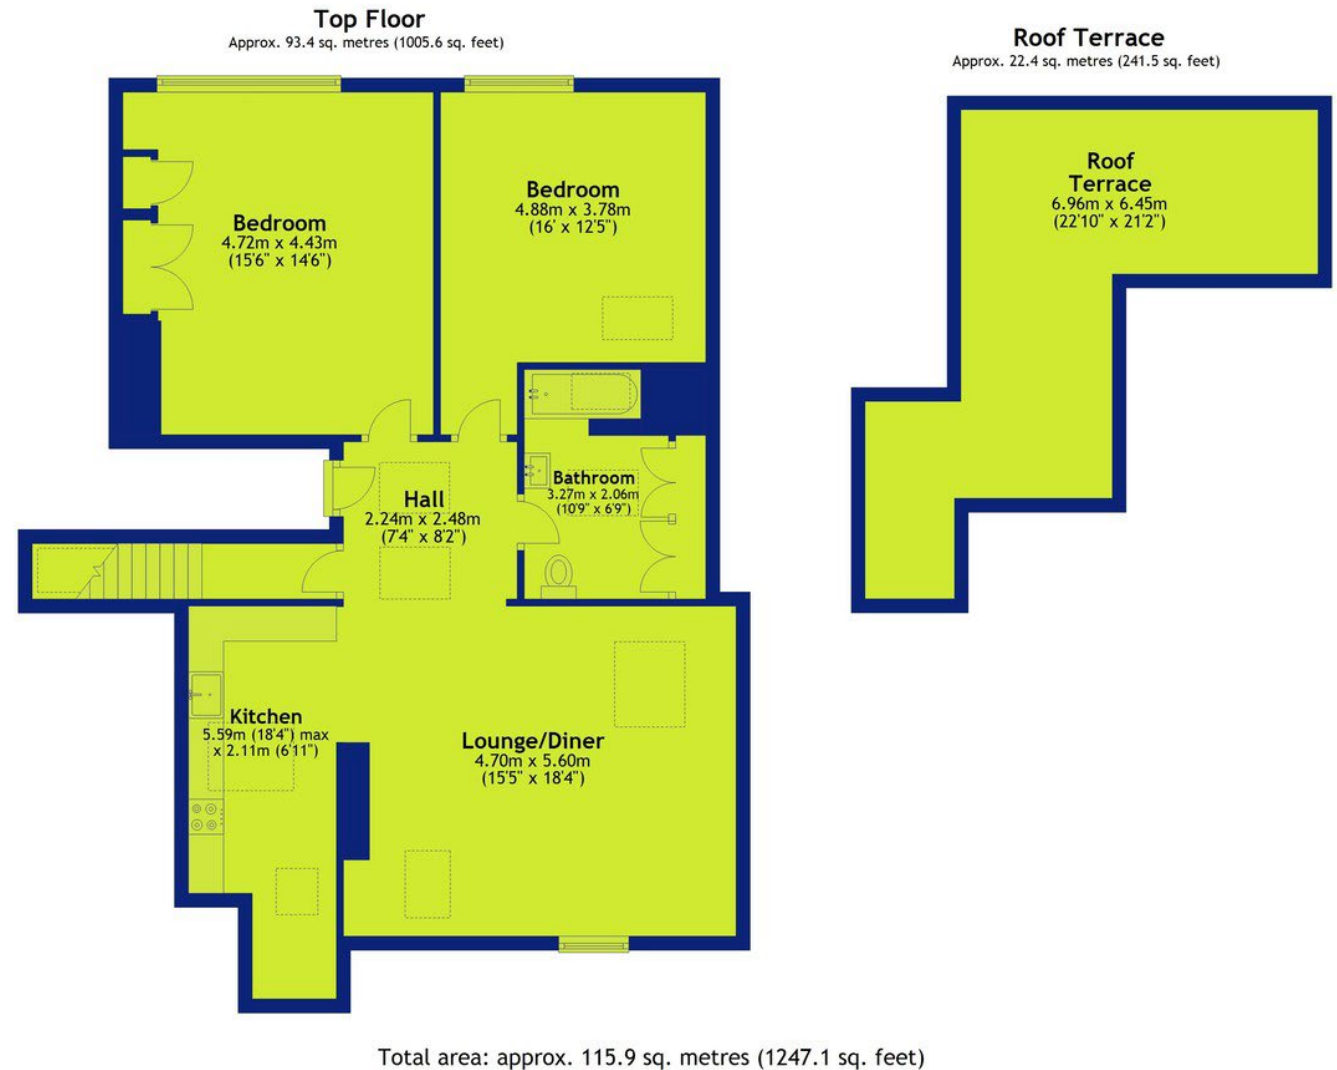 Top Floor
Approx. 93.4 sq. metres (1005.6 sq. feet)
Roof Terrace
Approx. 22.4 sq. metres (241.5 sq. feet)
Bedroom
4.72m x 4.43m
(15'6" x 14'6")
Bedroom
4.88m x 3.78m
(16' x 12'5")
Roof
Terrace
6.96m x 6.45m
(22'10" x 21'2")
Hall
2.24m x 2.48m
(7'4" x 8'2")
Bathroom
3.27m x 2.06m
(10'9" x 6'9")
Kitchen
5.59m (18'4") max
x 2.11m (6'11")
Lounge/Diner
4.70m x 5.60m
(15'5" x 18'4")
Total area: approx. 115.9 sq. metres (1247.1 sq. feet)